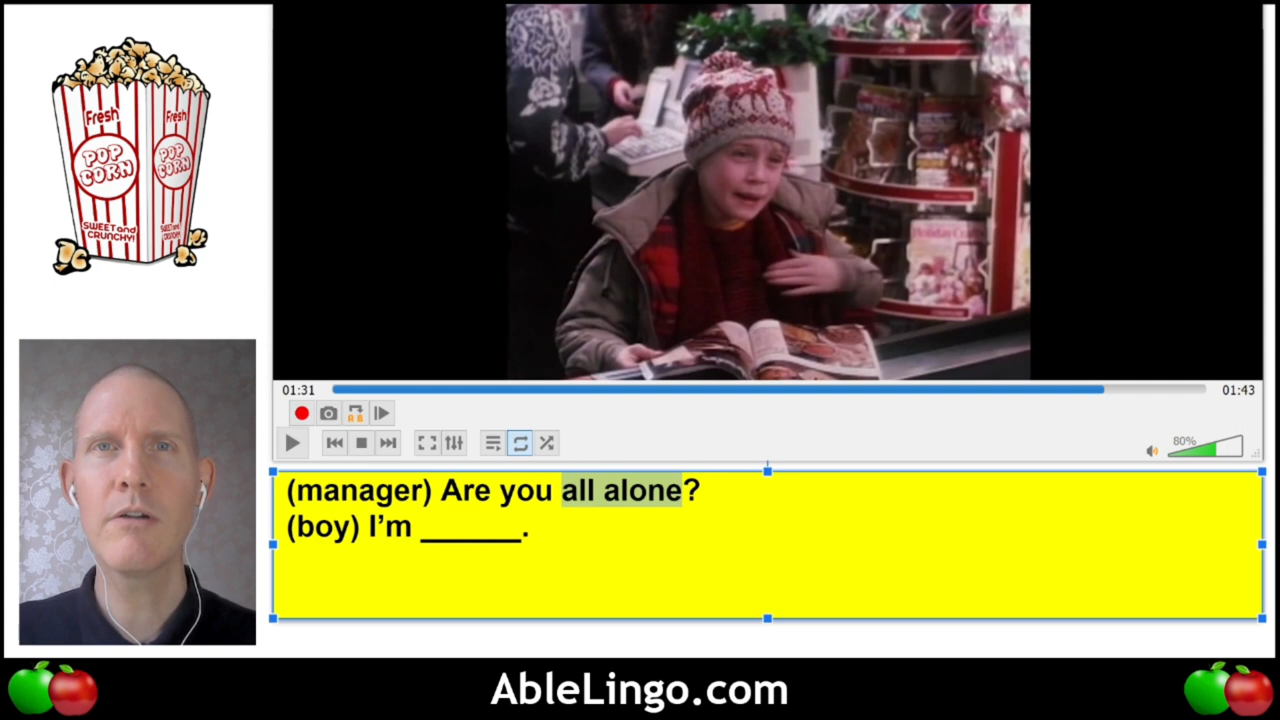 Fresh
Fresh
POP
CORN
POP
CORN
SWEET and
CRUNCHY!
01:31
01:43
80%
(manager) Are you all alone?
(boy) I’m ______.
AbleLingo.com